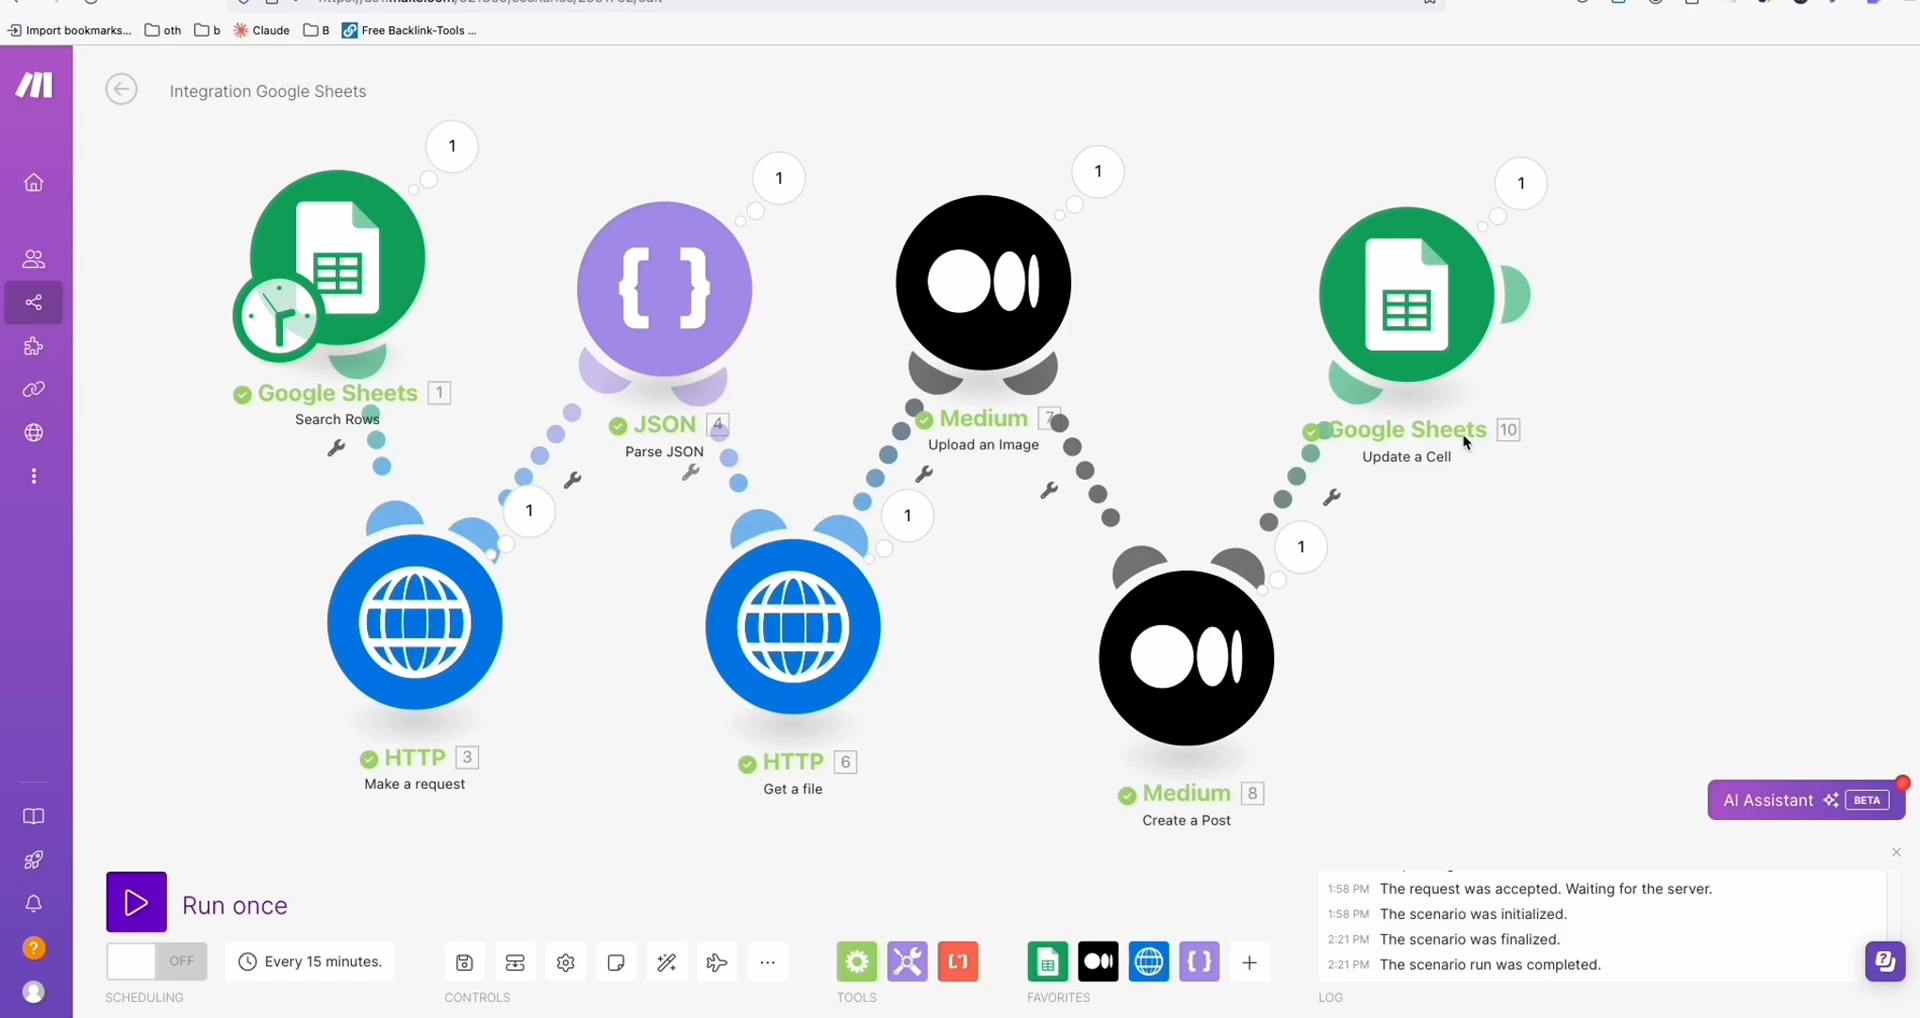 Import bookmarks...
oth
b
Claude
B
Free Backlink-Tools ...
Integration Google Sheets
1
1
1
1
Google Sheets 1
Search Rows
JSON 4
Parse JSON
Medium 7
Upload an Image
Google Sheets 10
Update a Cell
1
1
1
HTTP 3
Make a request
HTTP 6
Get a file
Medium 8
Create a Post
AI Assistant BETA
Run once
1:58 PM The request was accepted. Waiting for the server.
1:58 PM The scenario was initialized.
2:21 PM The scenario was finalized.
2:21 PM The scenario run was completed.
OFF
Every 15 minutes.
SCHEDULING
CONTROLS
TOOLS
FAVORITES
LOG